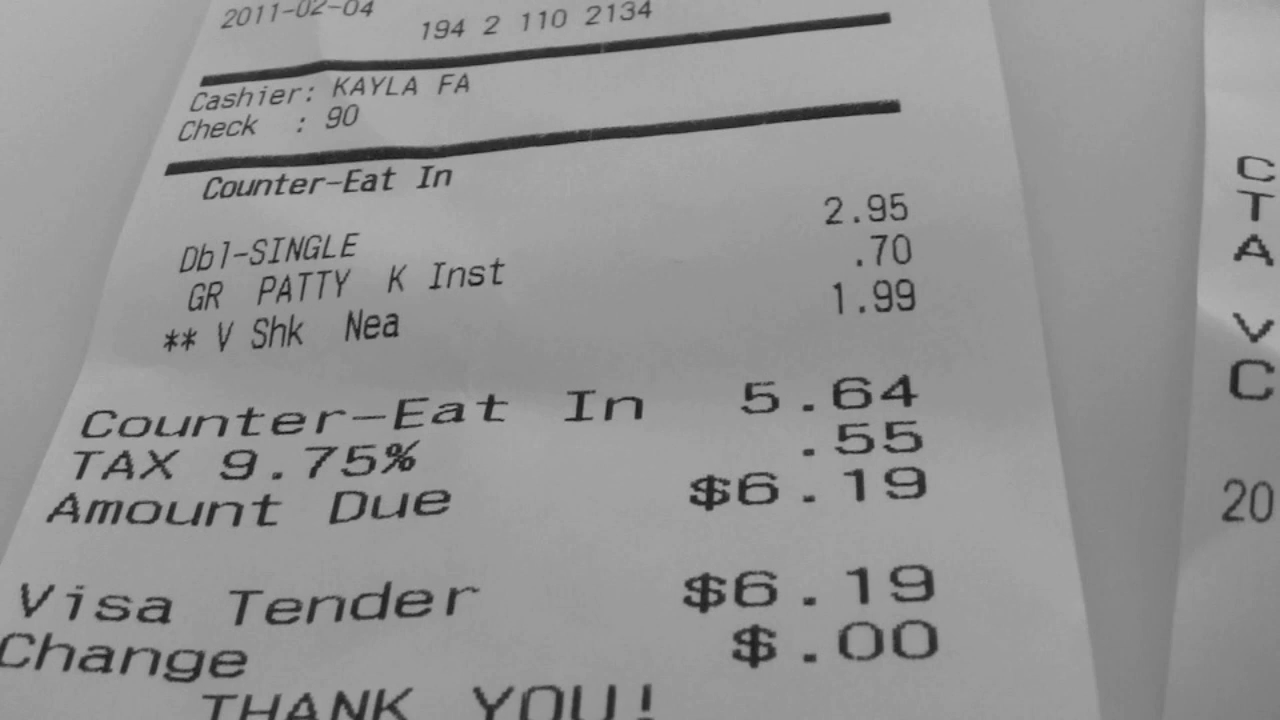 2011-02-04
194 2 110 2134
Cashier: KAYLA FA
Check : 90
Counter-Eat In
Dbl-SINGLE 2.95
GR PATTY K Inst .70
** V Shk Nea 1.99
Counter-Eat In 5.64
TAX 9.75% .55
Amount Due $6.19
Visa Tender $6.19
Change $.00
THANK YOU!
C
T
A
V
C
20